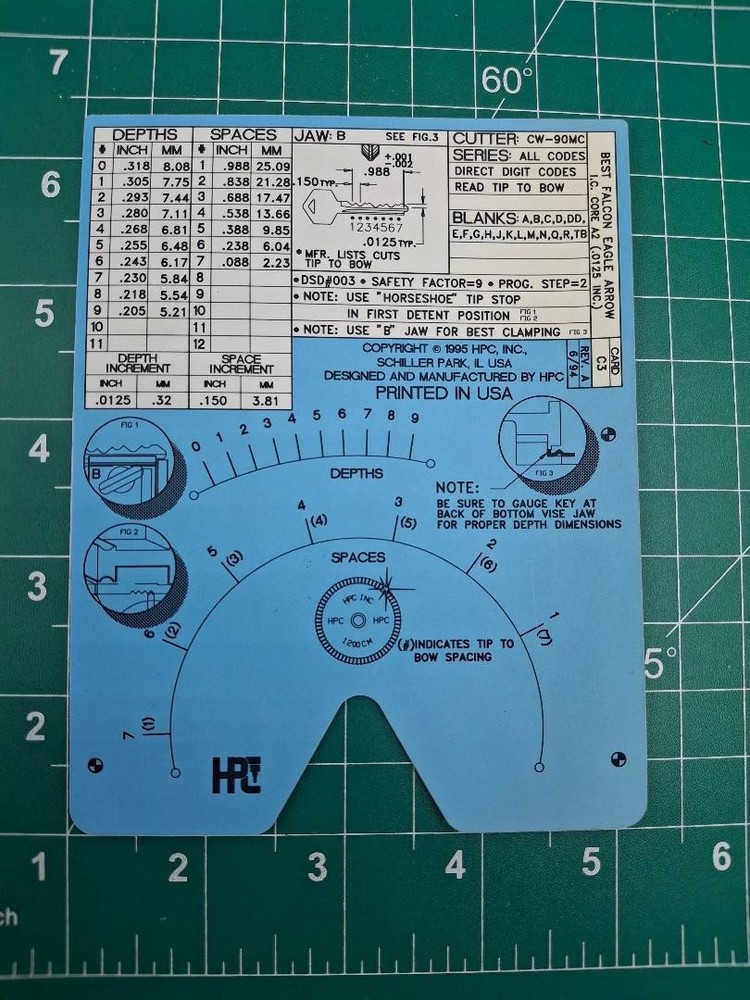 7
60°
6
5
4
3
2
5°
1
2
3
4
5
6
ch
DEPTHS SPACES
# INCH MM # INCH MM
0 .318 8.08 1 .988 25.09
1 .305 7.75 2 .838 21.28
2 .293 7.44 3 .688 17.47
3 .280 7.11 4 .538 13.66
4 .268 6.81 5 .388 9.85
5 .255 6.48 6 .238 6.04
6 .243 6.17 7 .088 2.23
7 .230 5.84 8
8 .218 5.54 9
9 .205 5.21 10
10 11
11 12
DEPTH INCREMENT SPACE INCREMENT
INCH MM INCH MM
.0125 .32 .150 3.81
JAW: B SEE FIG.3
+.001
-.002
.988
.150 TYP.
1234567
.0125 TYP.
* MFR. LISTS CUTS
TIP TO BOW
CUTTER: CW-90MC
SERIES: ALL CODES
DIRECT DIGIT CODES
READ TIP TO BOW
BLANKS: A,B,C,D,DD,
E,F,G,H,J,K,L,M,N,Q,R,TB
•DSD#003 • SAFETY FACTOR=9 • PROG. STEP=2
•NOTE: USE "HORSESHOE" TIP STOP
IN FIRST DETENT POSITION FIG 1 FIG 2
•NOTE: USE "B" JAW FOR BEST CLAMPING FIG 3
BEST FALCON EAGLE ARROW
I.C. CORE A2 (.0125 INC.)
CARD
C3
REV. A
6/94
COPYRIGHT © 1995 HPC, INC.,
SCHILLER PARK, IL USA
DESIGNED AND MANUFACTURED BY HPC
PRINTED IN USA
FIG 1
B
0 1 2 3 4 5 6 7 8 9
DEPTHS
FIG 3
NOTE:
BE SURE TO GAUGE KEY AT
BACK OF BOTTOM VISE JAW
FOR PROPER DEPTH DIMENSIONS
FIG 2
7 (1)
6 (2)
5 (3)
4 (4)
3 (5)
2 (6)
1 (7)
SPACES
HPC INC
HPC HPC
1200CM
(#)INDICATES TIP TO
BOW SPACING
HPC